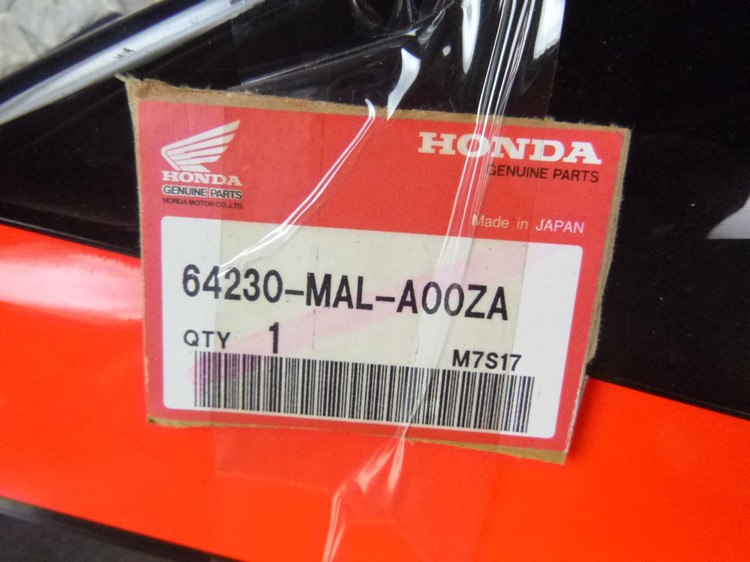 HONDA
GENUINE PARTS
HONDA MOTOR CO.,LTD.
HONDA
GENUINE PARTS
Made in JAPAN
64230-MAL-A00ZA
QTY 1
M7S17